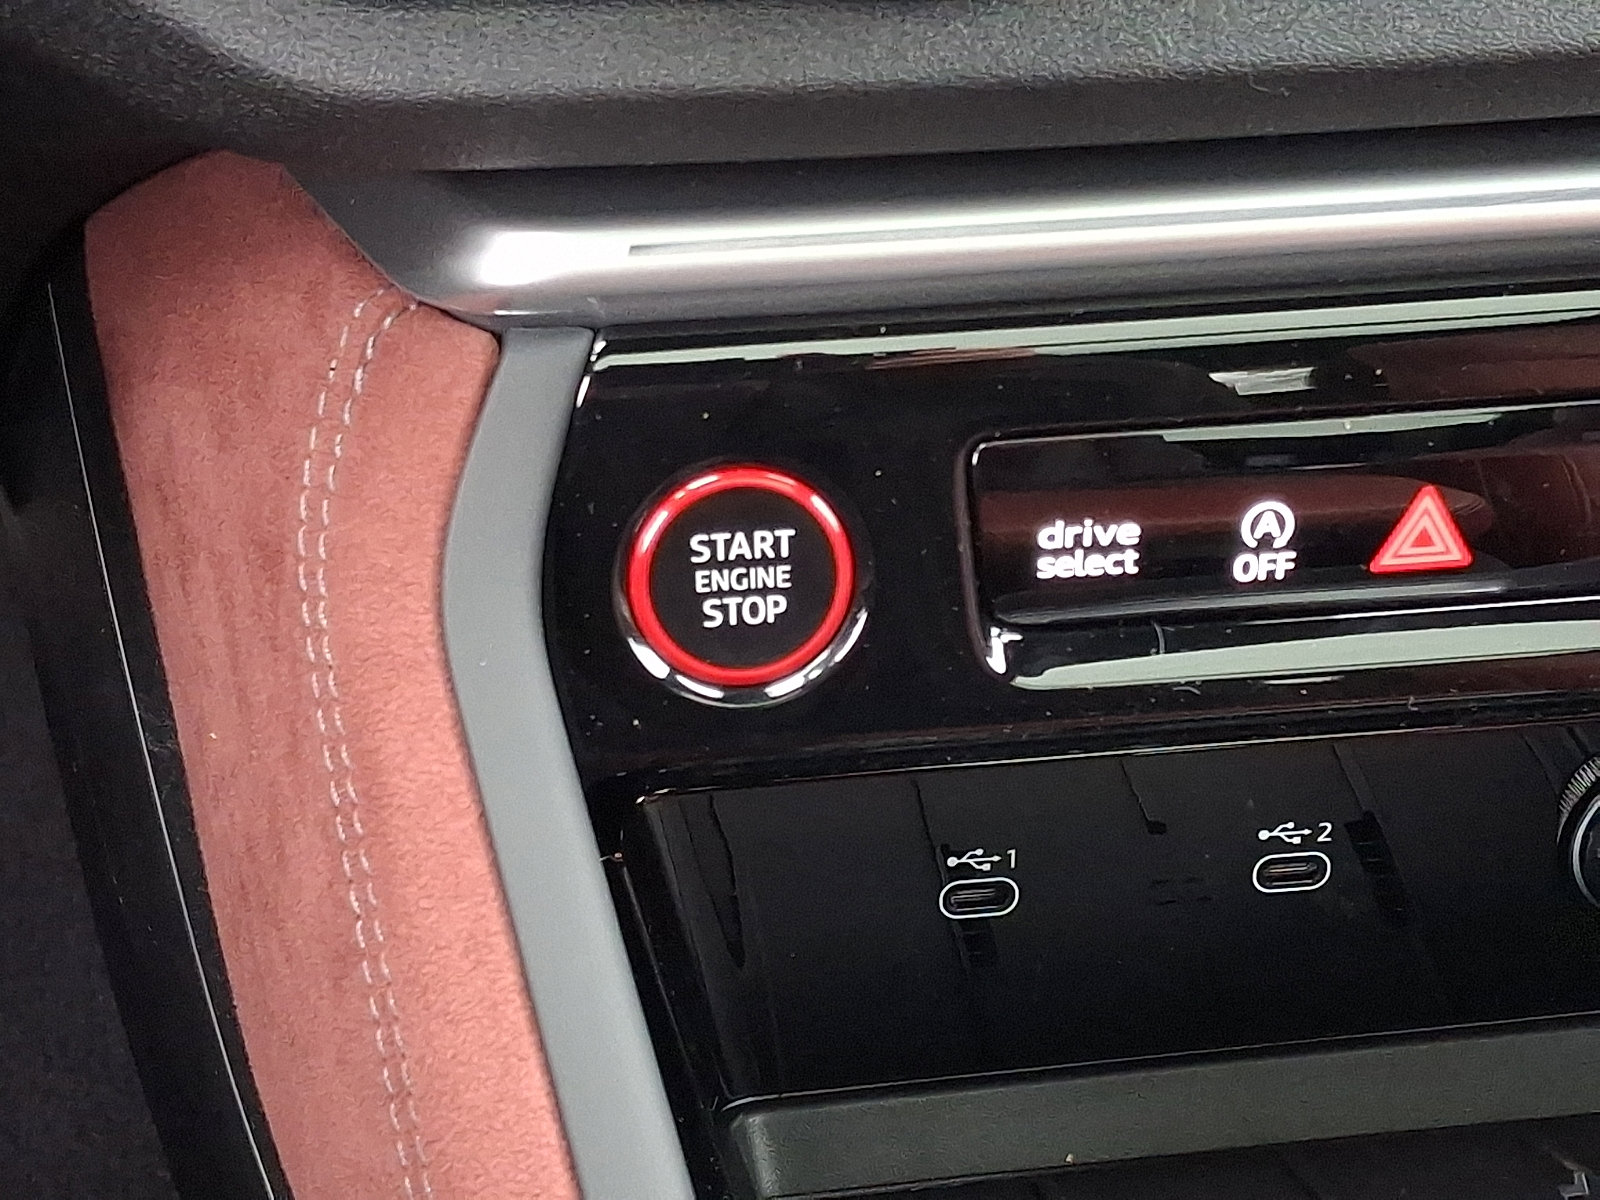 START
ENGINE
STOP
drive
select
A
OFF
1
2